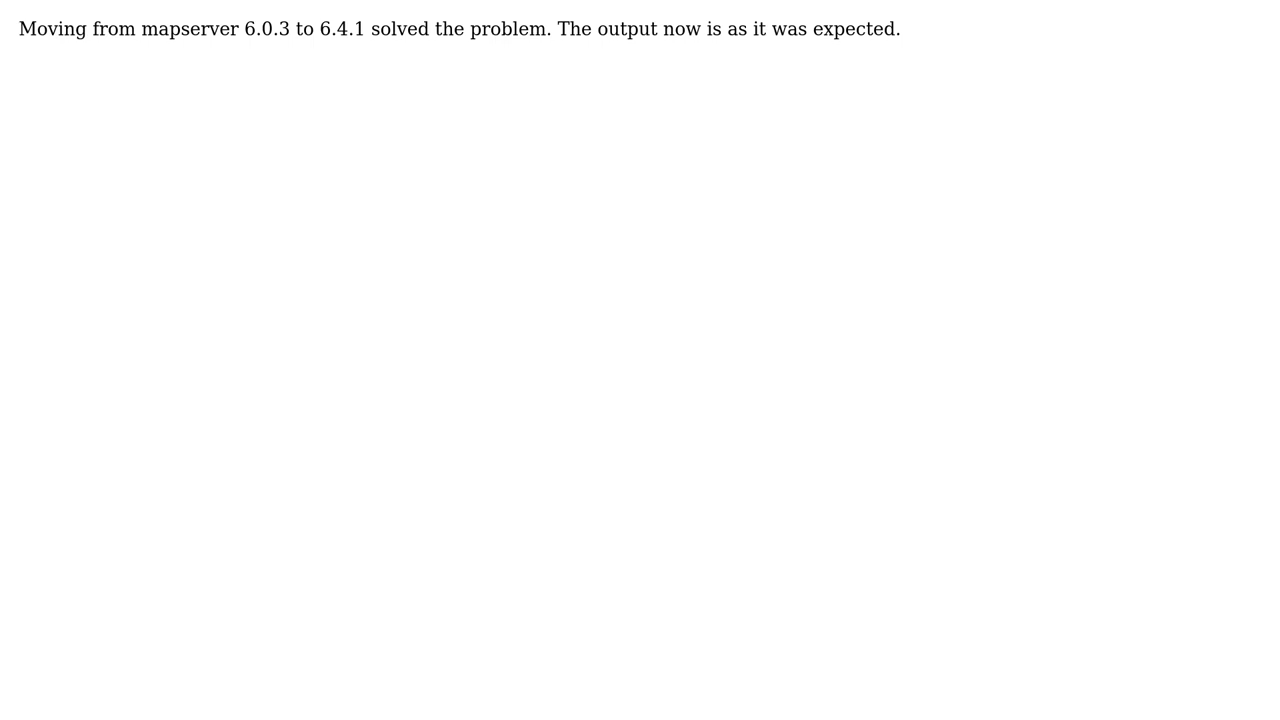 Moving from mapserver 6.0.3 to 6.4.1 solved the problem. The output now is as it was expected.